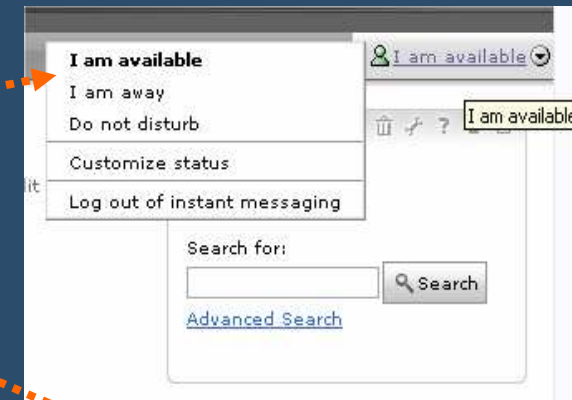 I am available
I am away
Do not disturb
Customize status
Log out of instant messaging
I am available
?
I am available
lit
Search for:
Search
Advanced Search